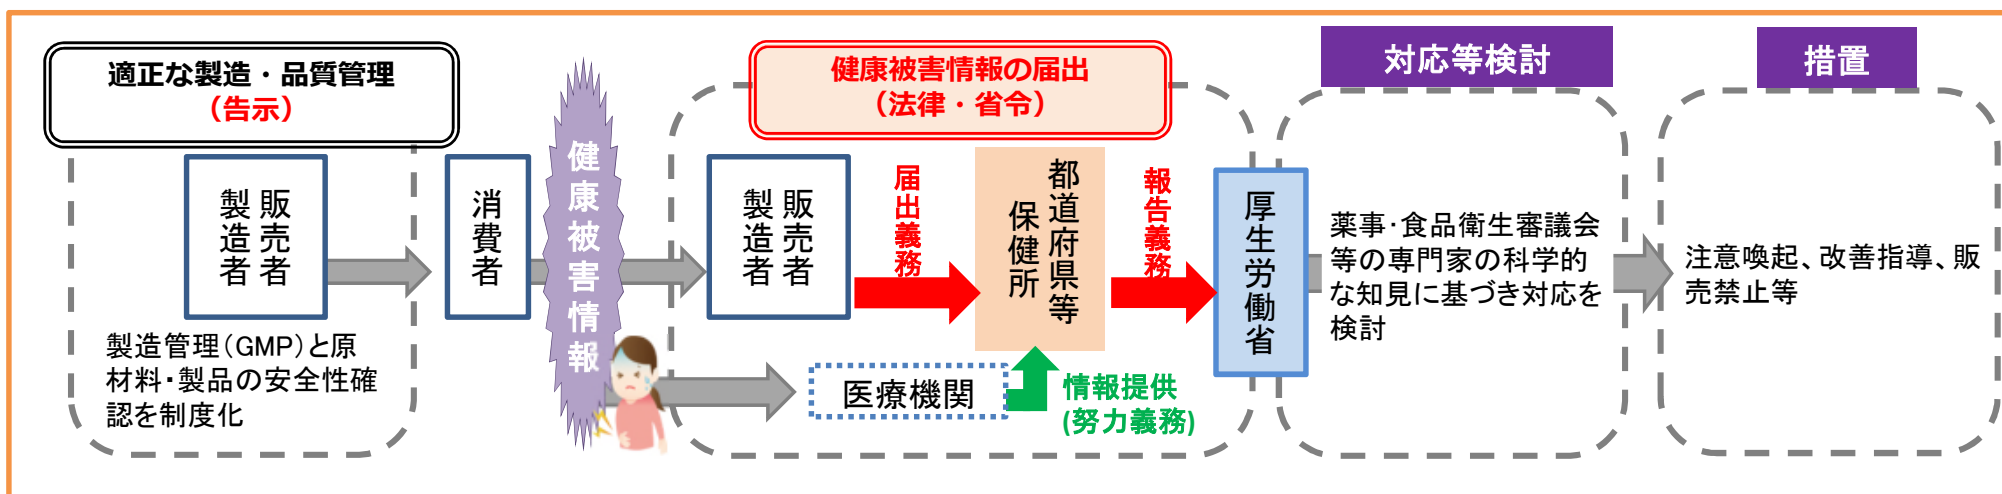 適正な製造・品質管理
（告示）
製造者
販売者
製造管理（GMP）と原
材料・製品の安全性確
認を制度化
消費者
健康被害情報
健康被害情報の届出
（法律・省令）
製造者
販売者
届出義務
都道府県等
保健所
報告義務
医療機関
情報提供
(努力義務)
厚生労働省
対応等検討
薬事・食品衛生審議会
等の専門家の科学的
な知見に基づき対応を
検討
措置
注意喚起、改善指導、販
売禁止等